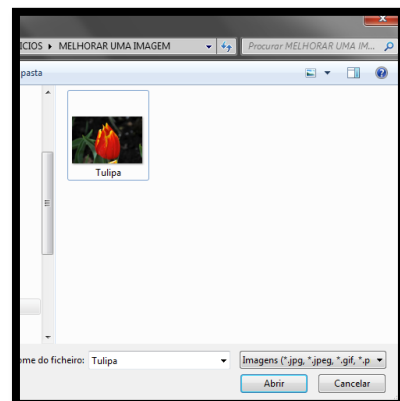 ICIOS ▸ MELHORAR UMA IMAGEM
Procurar MELHORAR UMA IM...
pasta
Tulipa
ome do ficheiro: Tulipa
Imagens (*.jpg, *.jpeg, *.gif, *.p
Abrir Cancelar